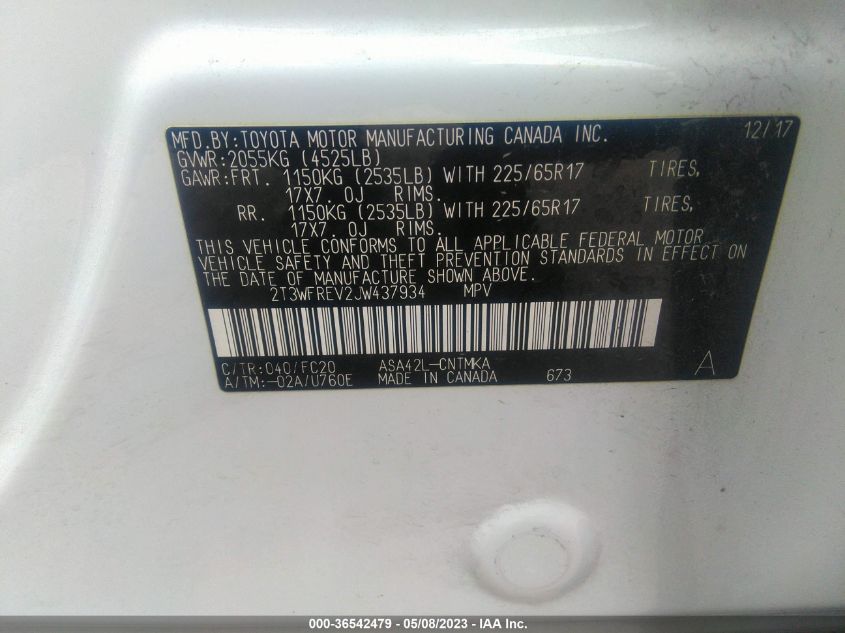 MFD.BY:TOYOTA MOTOR MANUFACTURING CANADA INC. 12/17
GVWR:2055KG (4525LB)
GAWR:FRT. 1150KG (2535LB) WITH 225/65R17 TIRES,
17X7. 0J RIMS.
RR. 1150KG (2535LB) WITH 225/65R17 TIRES,
17X7. 0J RIMS.
THIS VEHICLE CONFORMS TO ALL APPLICABLE FEDERAL MOTOR
VEHICLE SAFETY AND THEFT PREVENTION STANDARDS IN EFFECT ON
THE DATE OF MANUFACTURE SHOWN ABOVE.
2T3WFREV2JW437934 MPV
C/TR:040/FC20 ASA42L-CNTMKA
A/TM:-02A/U760E MADE IN CANADA 673 A
000-36542479 - 05/08/2023 - IAA Inc.